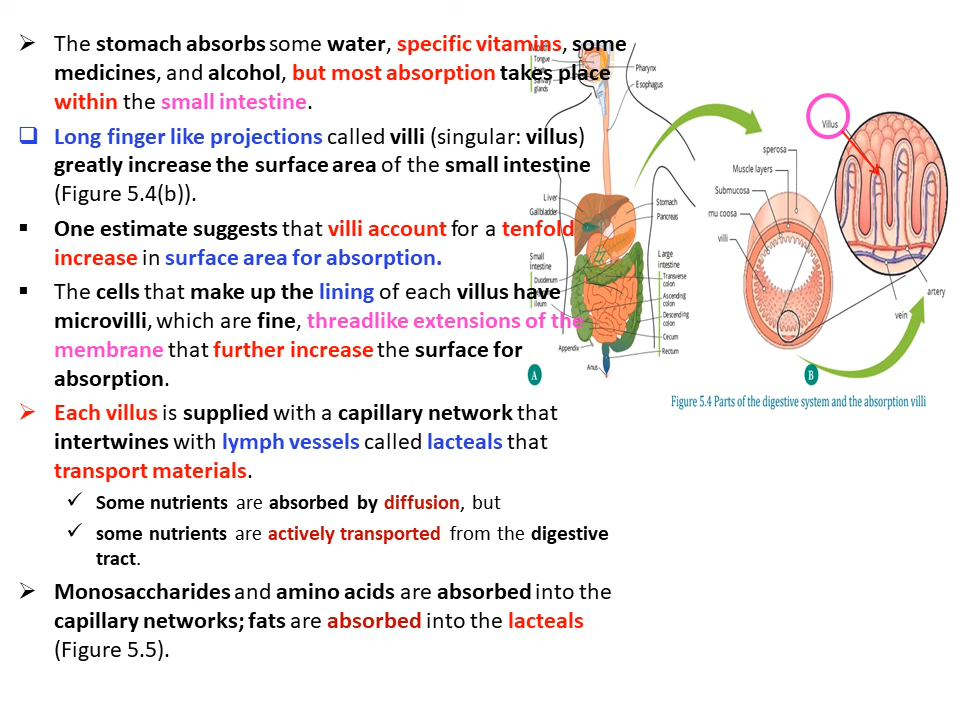 The stomach absorbs some water, specific vitamins, some
medicines, and alcohol, but most absorption takes place
within the small intestine.
Long finger like projections called villi (singular: villus)
greatly increase the surface area of the small intestine
(Figure 5.4(b)).
One estimate suggests that villi account for a tenfold
increase in surface area for absorption.
The cells that make up the lining of each villus have
microvilli, which are fine, threadlike extensions of the
membrane that further increase the surface for
absorption.
Each villus is supplied with a capillary network that
intertwines with lymph vessels called lacteals that
transport materials.
Some nutrients are absorbed by diffusion, but
some nutrients are actively transported from the digestive
tract.
Monosaccharides and amino acids are absorbed into the
capillary networks; fats are absorbed into the lacteals
(Figure 5.5).
Tongue
glands
Pharynx
Esophagus
Liver
Gallbladder
Stomach
Pancreas
Small
intestine
Duodenum
ileum
Large
intestine
Transverse
colon
Ascending
colon
Descending
colon
Cecum
Rectum
Appendix
Anus
A
Villus
sperosa
Muscle layers
Submucosa
mu coosa
villi
artery
vein
B
Figure 5.4 Parts of the digestive system and the absorption villi